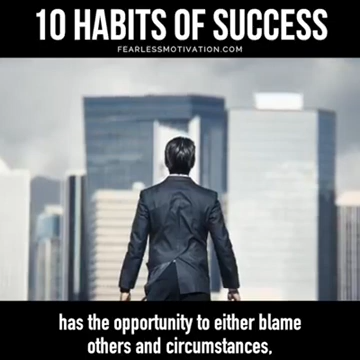 10 HABITS OF SUCCESS
FEARLESSMOTIVATION.COM
has the opportunity to either blame
others and circumstances,